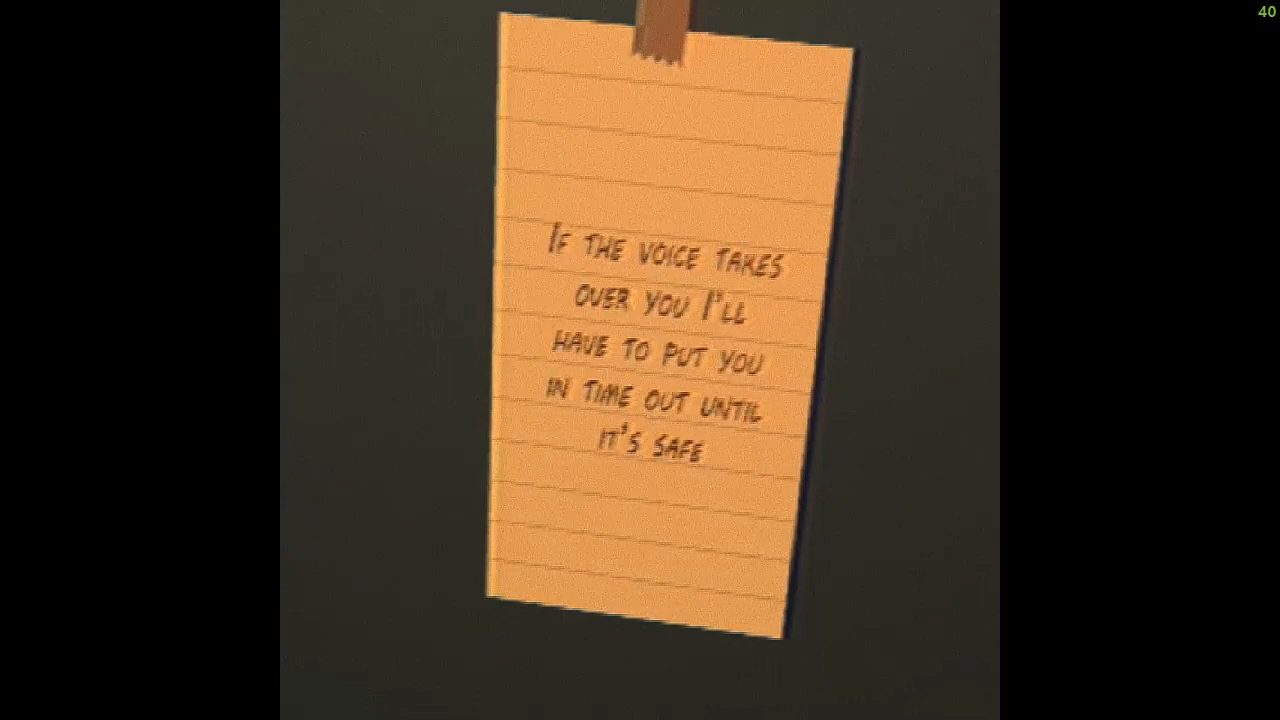 40
IF THE VOICE TAKES
OVER YOU I'LL
HAVE TO PUT YOU
IN TIME OUT UNTIL
IT'S SAFE